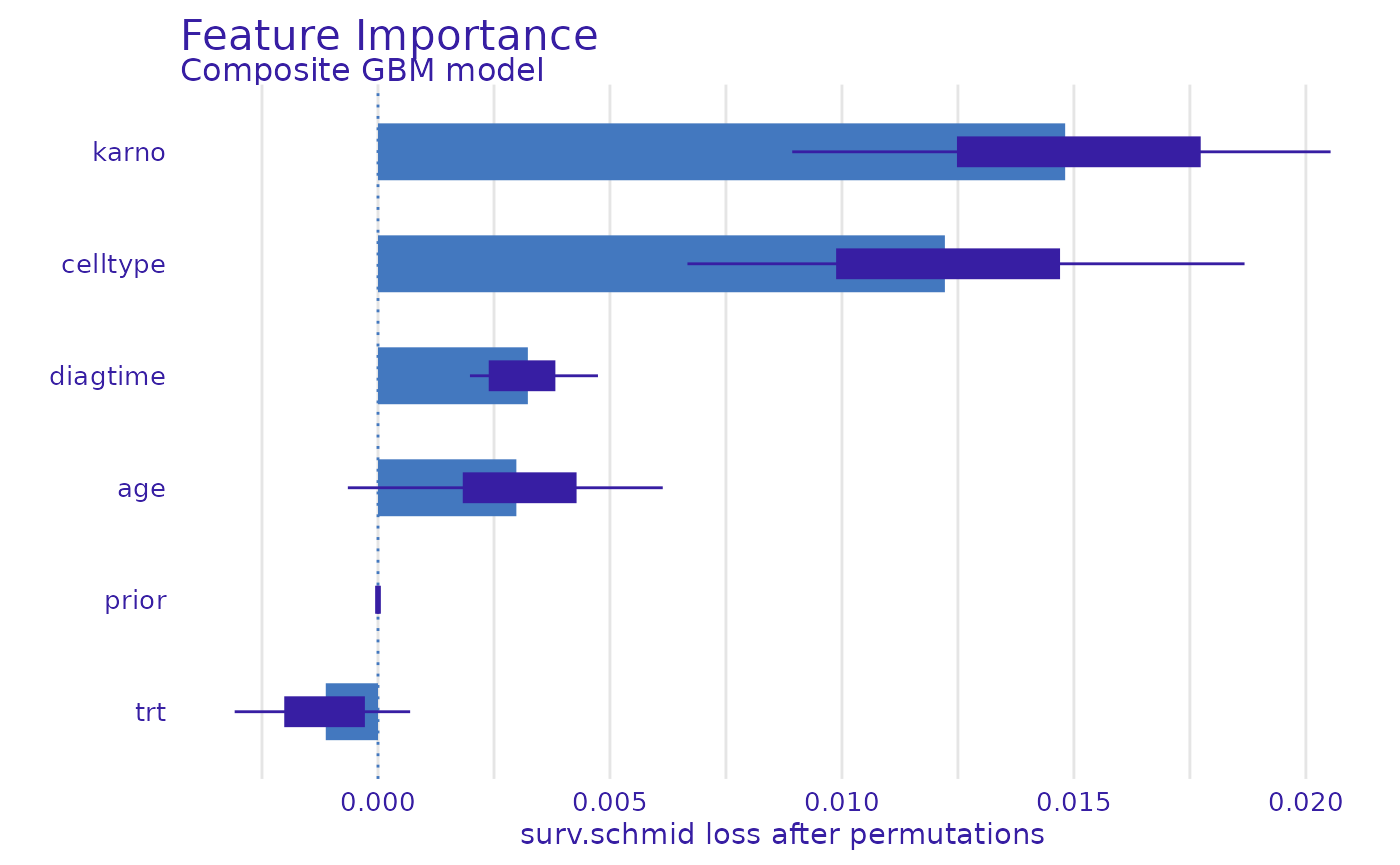 Feature Importance
Composite GBM model
karno
celltype
diagtime
age
prior
trt
0.000 0.005 0.010 0.015 0.020
surv.schmid loss after permutations